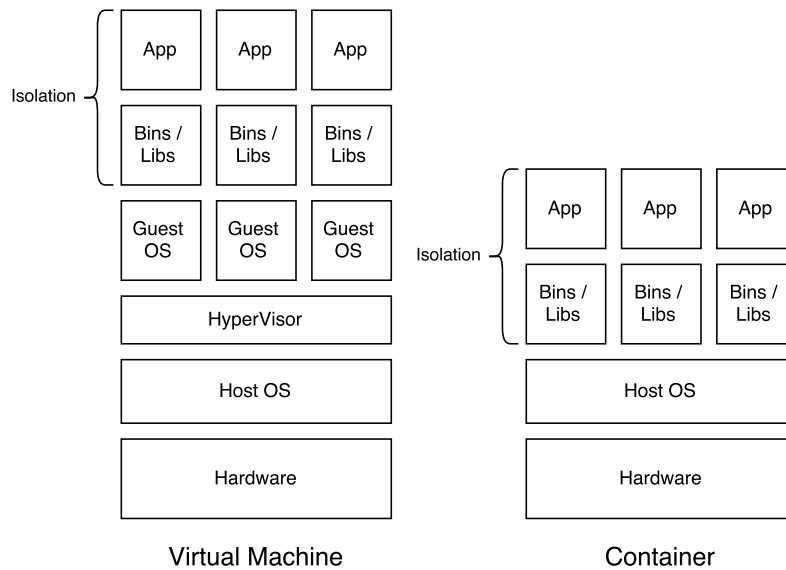 App App App
Isolation
Bins / Bins / Bins /
Libs Libs Libs
Guest Guest Guest
OS OS OS
HyperVisor
Host OS
Hardware
Virtual Machine
App App App
Isolation
Bins / Bins / Bins /
Libs Libs Libs
Host OS
Hardware
Container